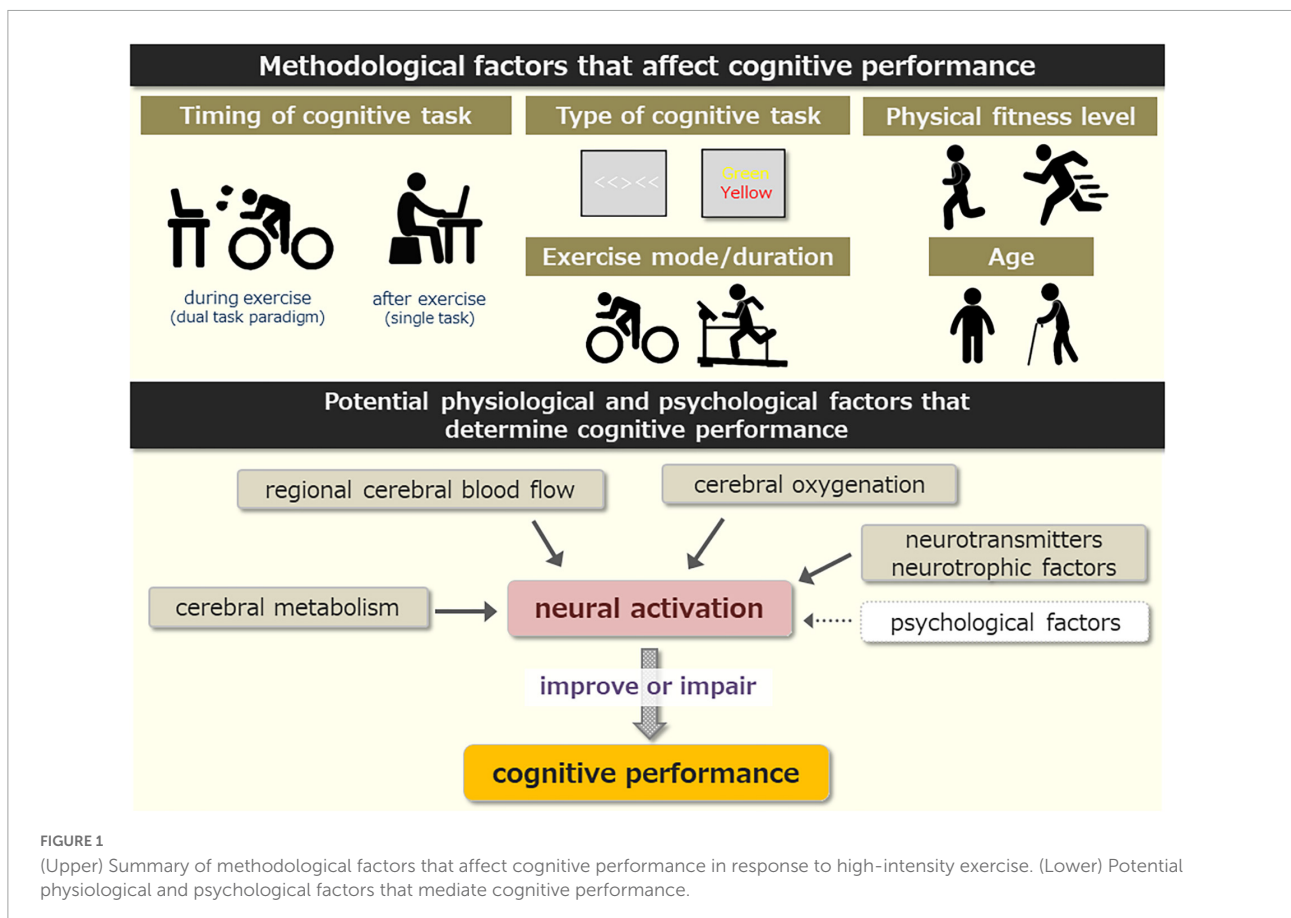 Methodological factors that affect cognitive performance
Timing of cognitive task
Type of cognitive task
Physical fitness level
<<><<
Green
Yellow
during exercise
(dual task paradigm)
after exercise
(single task)
Exercise mode/duration
Age
Potential physiological and psychological factors that
determine cognitive performance
regional cerebral blood flow
cerebral oxygenation
neurotransmitters
neurotrophic factors
cerebral metabolism
neural activation
psychological factors
improve or impair
cognitive performance
FIGURE 1
(Upper) Summary of methodological factors that affect cognitive performance in response to high-intensity exercise. (Lower) Potential
physiological and psychological factors that mediate cognitive performance.